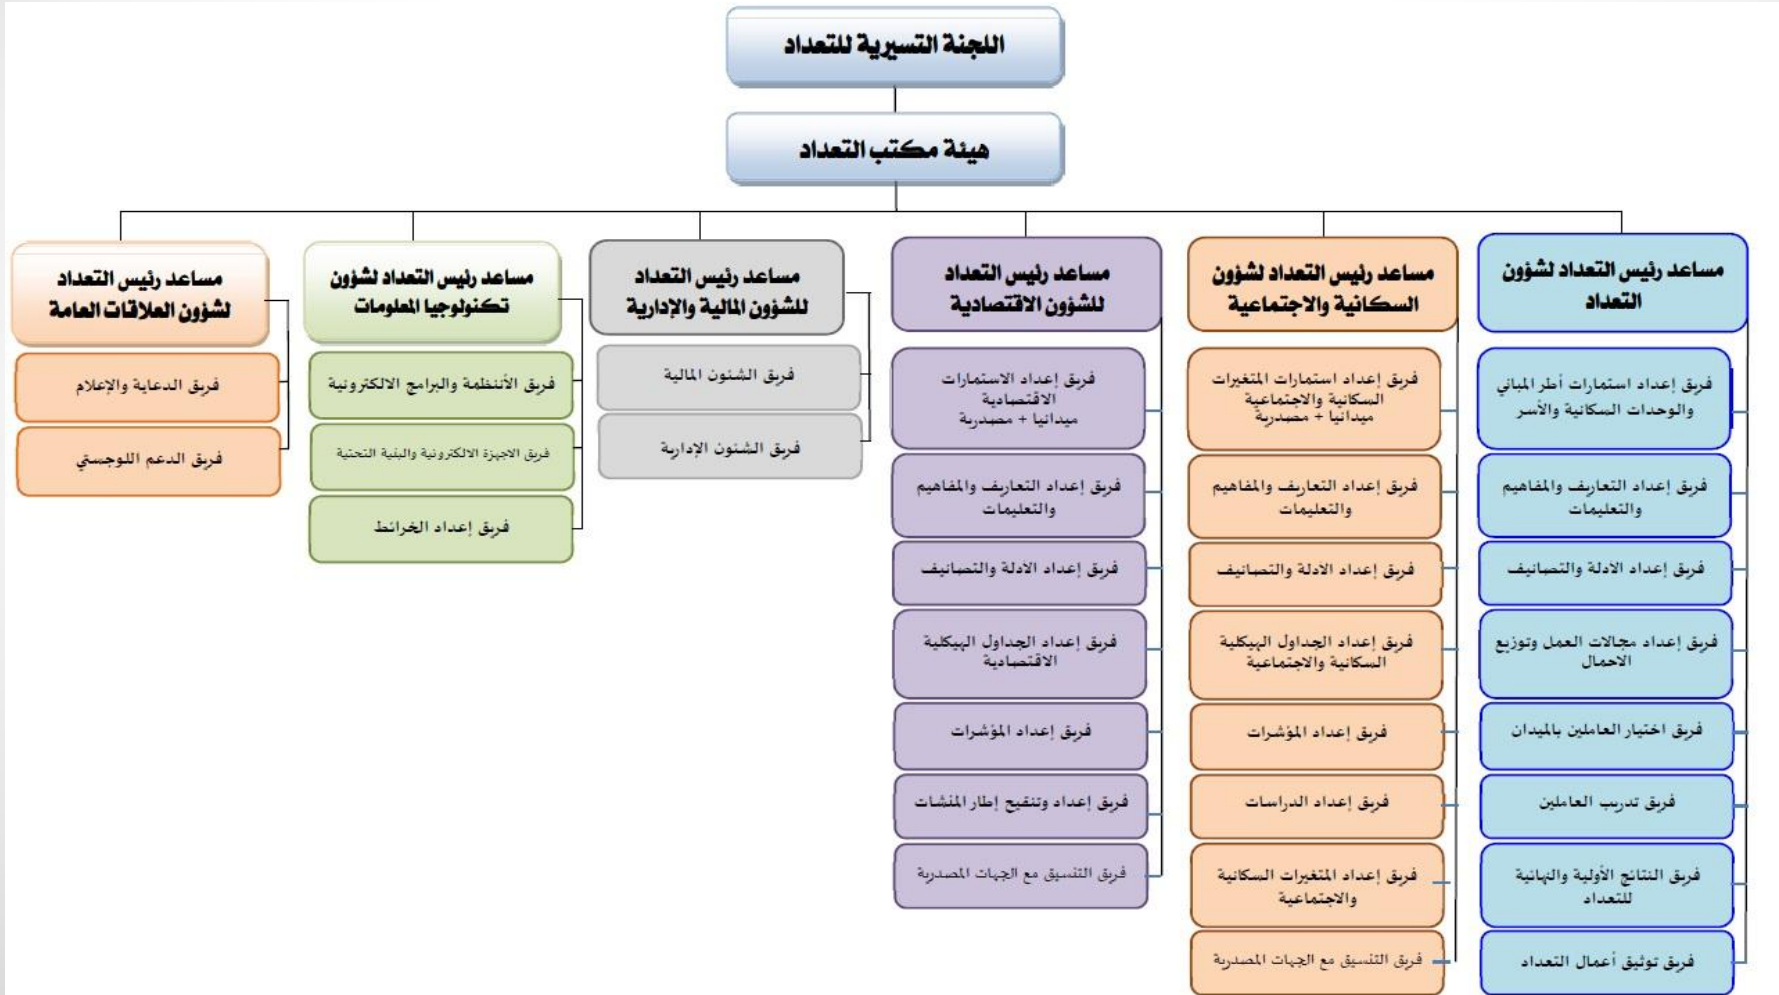 اللجنة التسيرية للتعداد
هيئة مكتب التعداد
مساعد رئيس التعداد لشؤون
التعداد
فريق إعداد استمارات أطر المباني
والوحدات السكانية والأسر
فريق إعداد التعاريف والمفاهيم
والتعليمات
فريق إعداد الادلة والتصانيف
فريق إعداد مجالات العمل وتوزيع
الاحمال
فريق اختيار العاملين بالميدان
فريق تدريب العاملين
فريق النتائج الأولية والنهائية
للتعداد
فريق توثيق أعمال التعداد
مساعد رئيس التعداد لشؤون
السكانية والاجتماعية
فريق إعداد استمارات المتغيرات
السكانية والاجتماعية
ميدانيا + مصدرية
فريق إعداد التعاريف والمفاهيم
والتعليمات
فريق إعداد الادلة والتصانيف
فريق إعداد الجداول الهيكلية
السكانية والاجتماعية
فريق إعداد المؤشرات
فريق إعداد الدراسات
فريق إعداد المتغيرات السكانية
والاجتماعية
فريق التنسيق مع الجهات المصدرية
مساعد رئيس التعداد
للشؤون الاقتصادية
فريق إعداد الاستمارات
الاقتصادية
ميدانيا + مصدرية
فريق إعداد التعاريف والمفاهيم
والتعليمات
فريق إعداد الادلة والتصانيف
فريق إعداد الجداول الهيكلية
الاقتصادية
فريق إعداد المؤشرات
فريق إعداد وتنقيح إطار المنشات
فريق التنسيق مع الجهات المصدرية
مساعد رئيس التعداد
للشؤون المالية والإدارية
فريق الشئون المالية
فريق الشئون الإدارية
مساعد رئيس التعداد لشؤون
تكنولوجيا المعلومات
فريق الأننظمة والبرامج الالكترونية
فريق الاجهزة الالكترونية والبنية التحتية
فريق إعداد الخرائط
مساعد رئيس التعداد
لشؤون العلاقات العامة
فريق الدعاية والإعلام
فريق الدعم اللوجستي